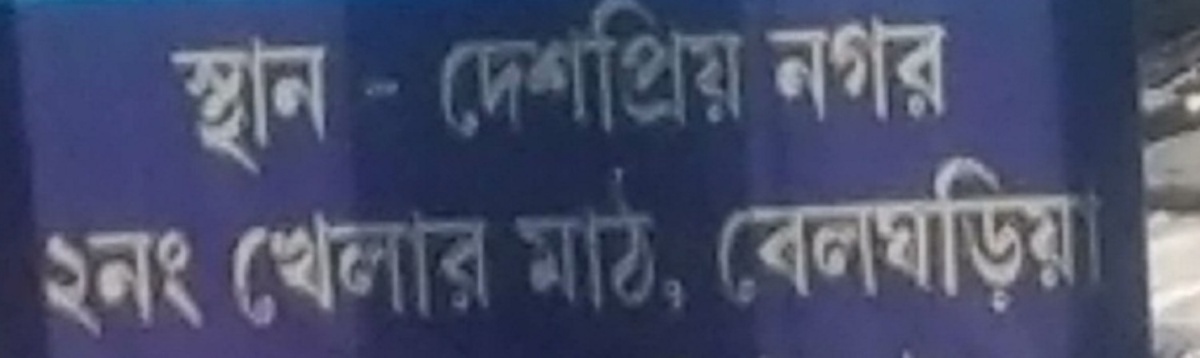 স্থান - দেশপ্রিয় নগর
২নং খেলার মাঠ, বেলঘড়িয়া